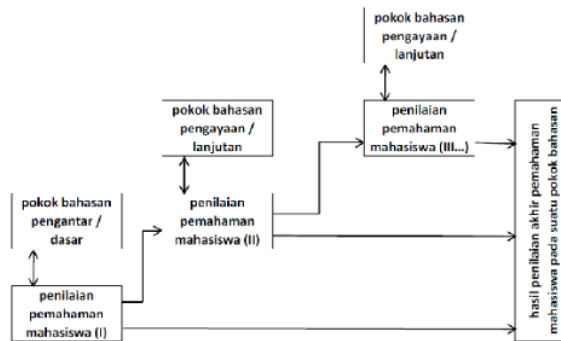 pokok bahasan
pengayaan /
lanjutan
pokok bahasan
pengayaan /
lanjutan
penilaian
pemahaman
mahasiswa (III...)
pokok bahasan
pengantar /
dasar
penilaian
pemahaman
mahasiswa (II)
penilaian
pemahaman
mahasiswa (I)
hasil penilaian akhir pemahaman
mahasiswa pada suatu pokok bahasan